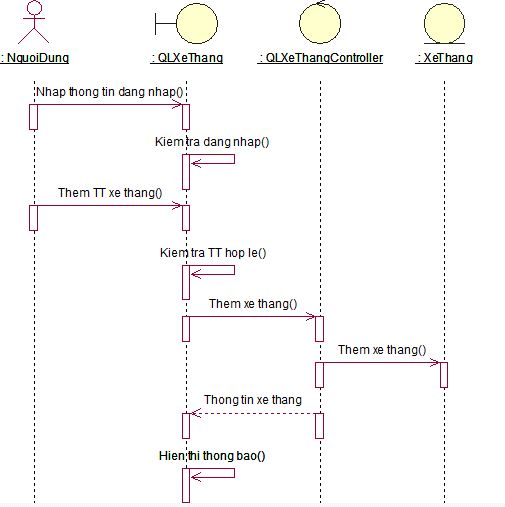 : NguoiDung
: QLXeThang
: QLXeThangController
: XeThang
Nhap thong tin dang nhap()
Kiem tra dang nhap()
Them TT xe thang()
Kiem tra TT hop le()
Them xe thang()
Them xe thang()
Thong tin xe thang
Hien thi thong bao()